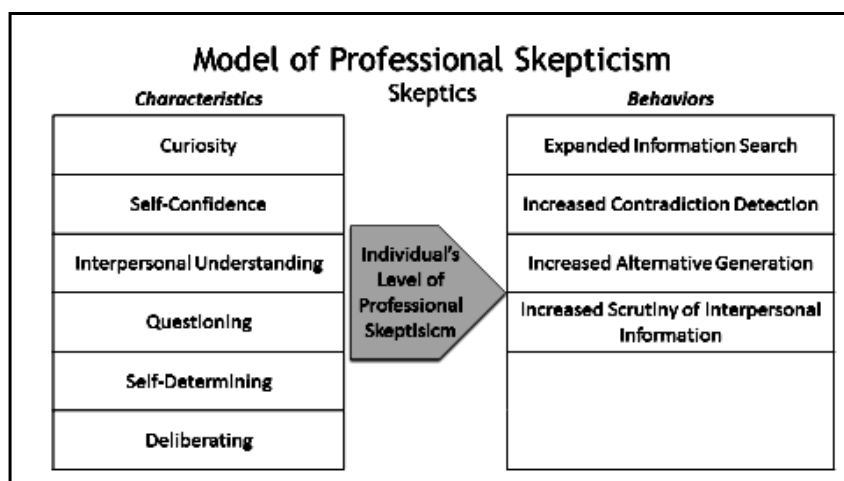 Model of Professional Skepticism
Skeptics
Characteristics
Behaviors
Curiosity
Self-Confidence
Interpersonal Understanding
Questioning
Self-Determining
Deliberating
Individual's
Level of
Professional
Skeptisicm
Expanded Information Search
Increased Contradiction Detection
Increased Alternative Generation
Increased Scrutiny of Interpersonal
Information